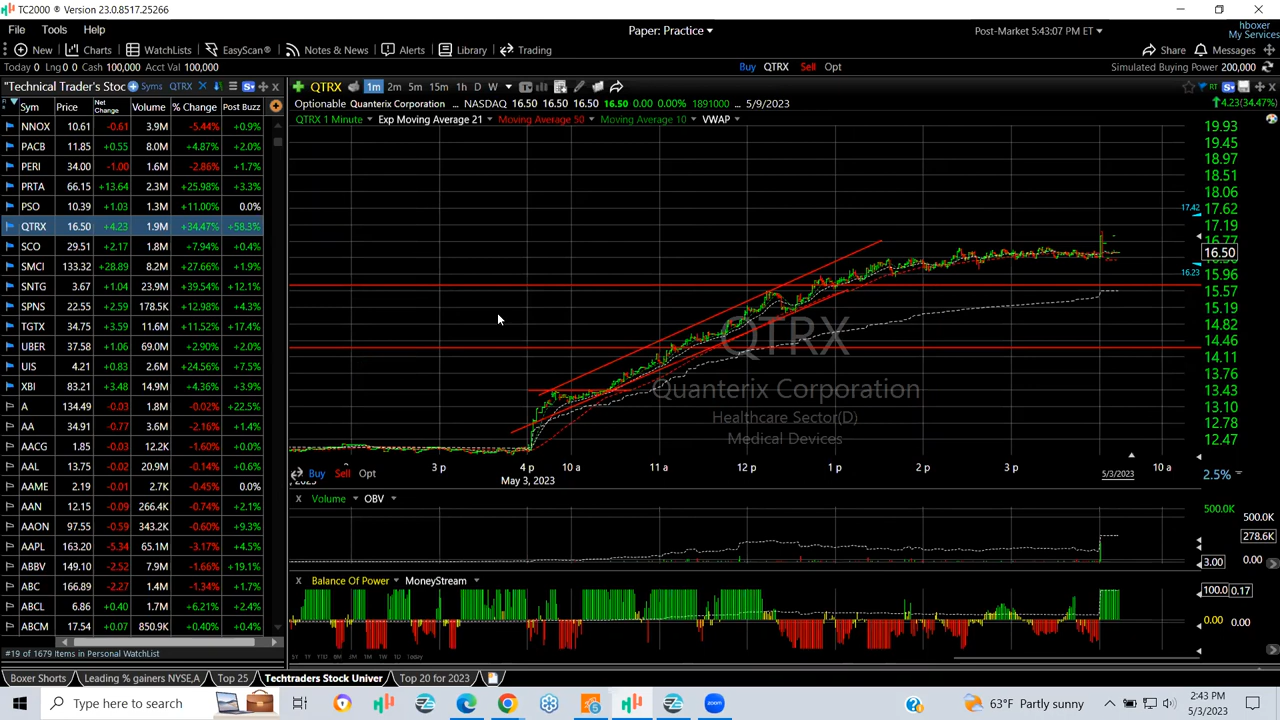 TC2000 ® Version 23.0.8517.25266
File Tools Help
Paper: Practice
Post-Market 5:43:07 PM ET
hboxer
My Services
New Charts WatchLists EasyScan® Notes & News Alerts Library Trading
Share Messages
Today 0 Lng 0 Cash 100,000 Acct Val 100,000
Buy QTRX Sell Opt
Simulated Buying Power 200,000
"Technical Trader's Stoc Syms QTRX
QTRX 1m 2m 5m 15m 1h D W
Sym Price Net Change Volume % Change Post Buzz
Optionable Quanterix Corporation ... NASDAQ 16.50 16.50 16.50 16.50 0.00 0.00% 1891000 ... 5/9/2023
4.23(34.47%)
QTRX 1 Minute Exp Moving Average 21 Moving Average 50 Moving Average 10 VWAP
NNOX 10.61 -0.61 3.9M -5.44% +0.9%
PACB 11.85 +0.55 8.0M +4.87% +2.0%
PERI 34.00 -1.00 1.6M -2.86% +1.7%
PRTA 66.15 +13.64 2.3M +25.98% +3.3%
PSO 10.39 +1.03 1.3M +11.00% 0.0%
QTRX 16.50 +4.23 1.9M +34.47% +58.3%
SCO 29.51 +2.17 1.8M +7.94% +0.4%
SMCI 133.32 +28.89 8.2M +27.66% +1.9%
SNTG 3.67 +1.04 23.9M +39.54% +12.1%
SPNS 22.55 +2.59 178.5K +12.98% +4.3%
TGTX 34.75 +3.59 11.6M +11.52% +17.4%
UBER 37.58 +1.06 69.0M +2.90% +2.0%
UIS 4.21 +0.83 2.6M +24.56% +7.5%
XBI 83.21 +3.48 14.9M +4.36% +3.9%
A 134.49 -0.03 1.8M -0.02% +22.5%
AA 34.91 -0.77 3.6M -2.16% +1.4%
AACG 1.85 -0.03 12.2K -1.60% +0.0%
AAL 13.75 -0.02 20.9M -0.14% +0.6%
AAME 2.19 -0.01 2.7K -0.45% 0.0%
AAN 12.15 -0.09 266.4K -0.74% +2.1%
AAON 97.55 -0.59 343.2K -0.60% +9.3%
AAPL 163.20 -5.34 65.1M -3.17% +4.5%
ABBV 149.10 -2.52 7.9M -1.66% +19.1%
ABC 166.89 -2.27 1.4M -1.34% +1.7%
ABCL 6.86 +0.40 1.7M +6.21% +2.4%
ABCM 17.54 +0.07 850.9K +0.40% +0.4%
#19 of 1679 Items in Personal WatchList
19.93
19.45
18.97
18.51
18.06
17.42 17.62
17.19
16.77
16.50
16.23 15.96
15.57
15.19
14.82
14.46
14.11
13.76
13.43
13.10
12.78
12.47
QTRX
Quanterix Corporation
Healthcare Sector(D)
Medical Devices
3 p 4 p 10 a 11 a 12 p 1 p 2 p 3 p 10 a
Buy Sell Opt
May 3, 2023
5/3/2023
2.5%
X Volume OBV
500.0K
500.0K
278.6K
3.00 0.00
X Balance Of Power MoneyStream
100.0 0.17
0.00 0.00
5Y 1Y YTD 6M 3M 1M 1W 1D Today
Boxer Shorts Leading % gainers NYSE,A Top 25 Techtraders Stock Univer Top 20 for 2023
Type here to search
63°F Partly sunny
2:43 PM
5/3/2023